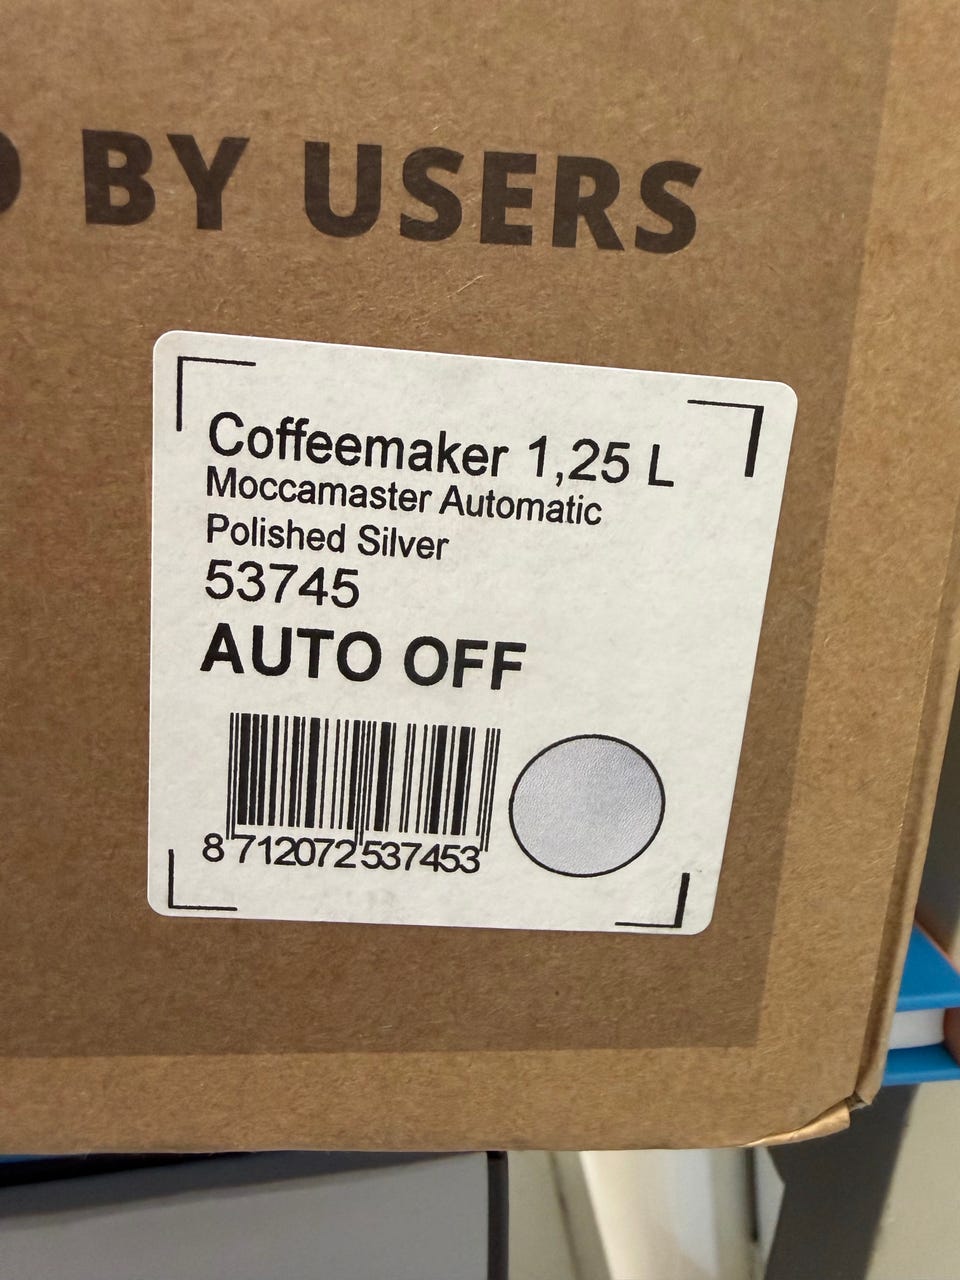 BY USERS
Coffeemaker 1,25 L
Moccamaster Automatic
Polished Silver
53745
AUTO OFF
8 712072 537453